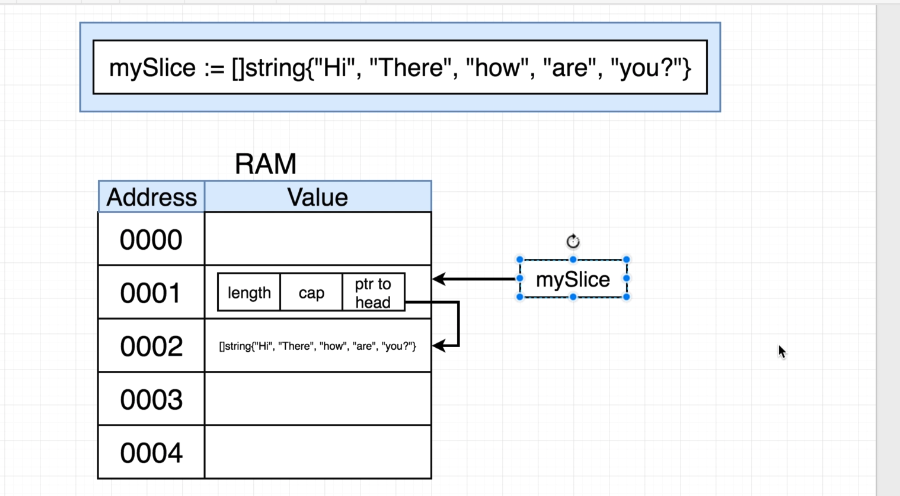 mySlice := []string{"Hi", "There", "how", "are", "you?"}
RAM
Address Value
0000
0001 length cap ptr to head
mySlice
0002 []string{"Hi", "There", "how", "are", "you?"}
0003
0004